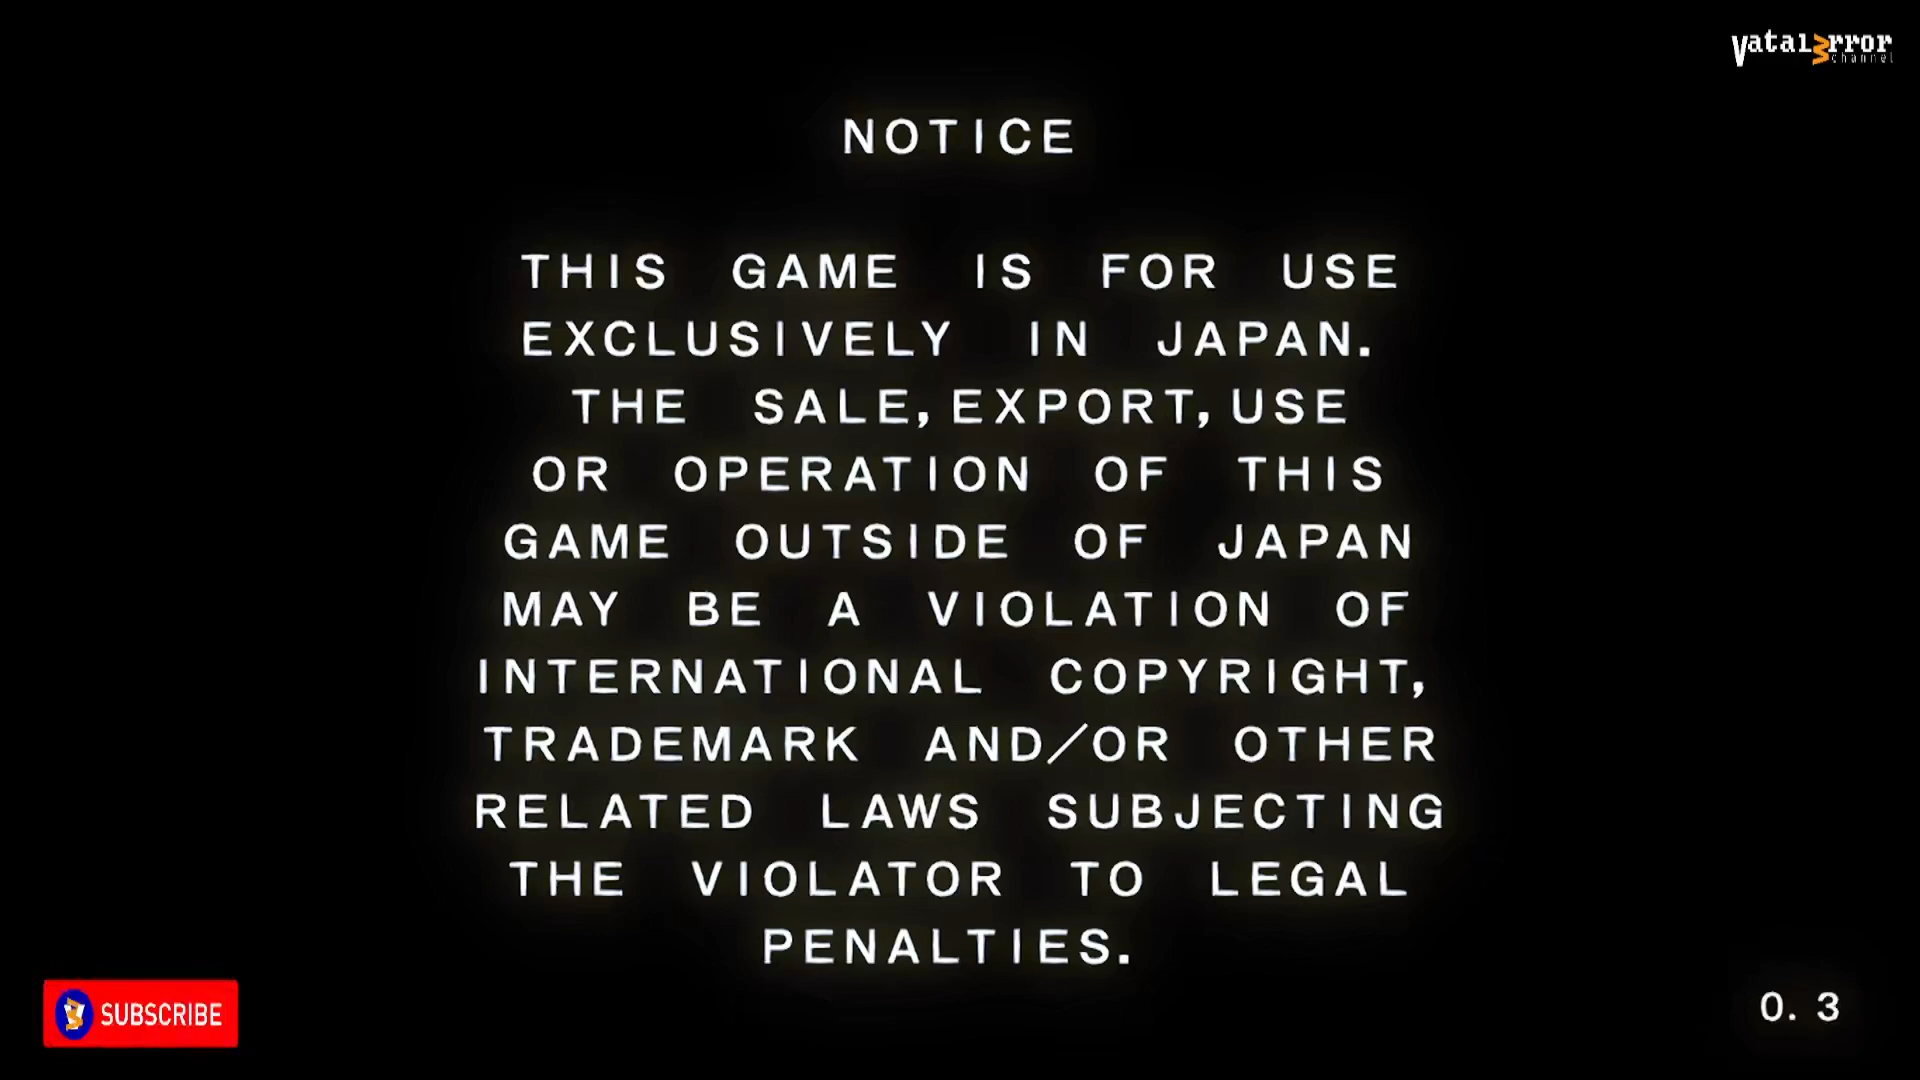 Vatal3rror
channel
NOTICE
THIS GAME IS FOR USE
EXCLUSIVELY IN JAPAN.
THE SALE,EXPORT,USE
OR OPERATION OF THIS
GAME OUTSIDE OF JAPAN
MAY BE A VIOLATION OF
INTERNATIONAL COPYRIGHT,
TRADEMARK AND/OR OTHER
RELATED LAWS SUBJECTING
THE VIOLATOR TO LEGAL
PENALTIES.
SUBSCRIBE
0. 3